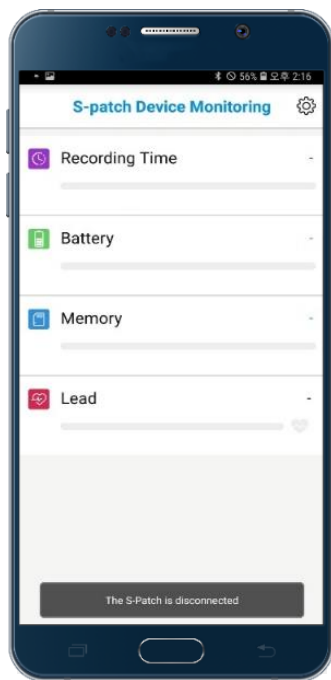 56% 오후 2:16
S-patch Device Monitoring
Recording Time -
Battery -
Memory -
Lead -
The S-Patch is disconnected